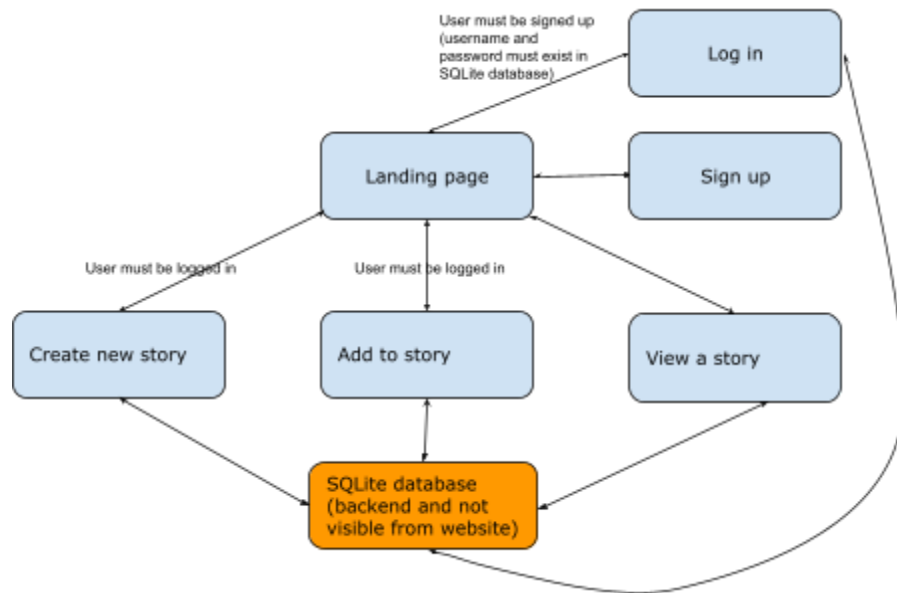 User must be signed up
(username and
password must exist in
SQLite database)
Log in
Landing page
Sign up
User must be logged in
User must be logged in
Create new story
Add to story
View a story
SQLite database
(backend and not
visible from website)